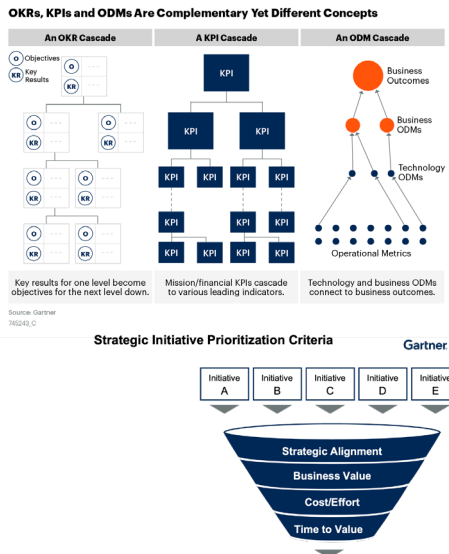 OKRs, KPIs and ODMs Are Complementary Yet Different Concepts
An OKR Cascade
A KPI Cascade
An ODM Cascade
O Objectives
KR Key
Results
O
KR
O
KR
O
KR
O
KR
O
KR
O
KR
O
KR
KPI
KPI
KPI
KPI
KPI
KPI
KPI
KPI
KPI
KPI
KPI
KPI
KPI
Business
Outcomes
Business
ODMs
Technology
ODMs
Operational Metrics
Key results for one level become
objectives for the next level down.
Mission/financial KPIs cascade
to various leading indicators.
Technology and business ODMs
connect to business outcomes.
Source: Gartner
745243_C
Strategic Initiative Prioritization Criteria
Gartner
Initiative
A
Initiative
B
Initiative
C
Initiative
D
Initiative
E
Strategic Alignment
Business Value
Cost/Effort
Time to Value